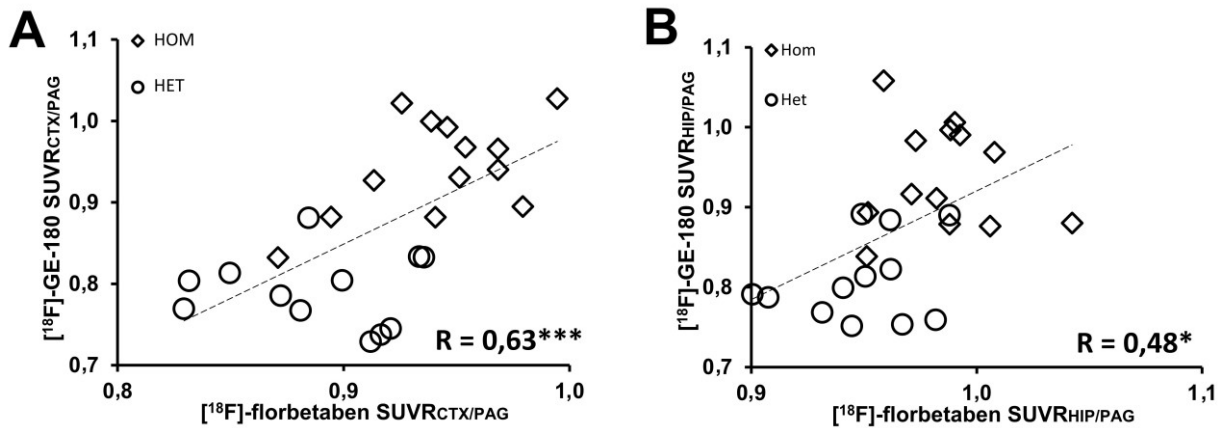 A
[¹⁸F]-GE-180 SUVRCTX/PAG
1,1
1,0
0,9
0,8
0,7
HOM
HET
R = 0,63***
0,8
0,9
1,0
[¹⁸F]-florbetaben SUVRCTX/PAG
B
[¹⁸F]-GE-180 SUVRHIP/PAG
1,1
1,0
0,9
0,8
0,7
Hom
Het
R = 0,48*
0,9
1,0
1,1
[¹⁸F]-florbetaben SUVRHIP/PAG